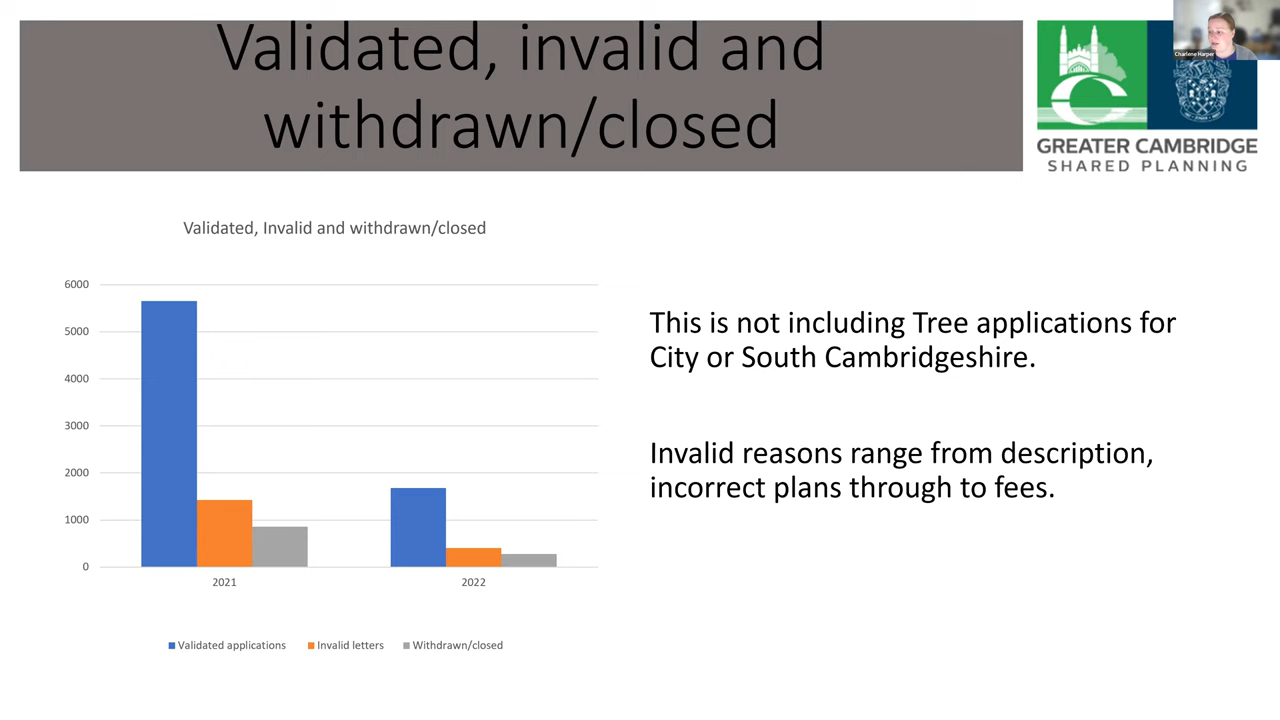 Validated, invalid and
withdrawn/closed
Charlene Harper
GREATER CAMBRIDGE
SHARED PLANNING
Validated, Invalid and withdrawn/closed
6000
5000
4000
3000
2000
1000
0
2021
2022
Validated applications
Invalid letters
Withdrawn/closed
This is not including Tree applications for
City or South Cambridgeshire.
Invalid reasons range from description,
incorrect plans through to fees.